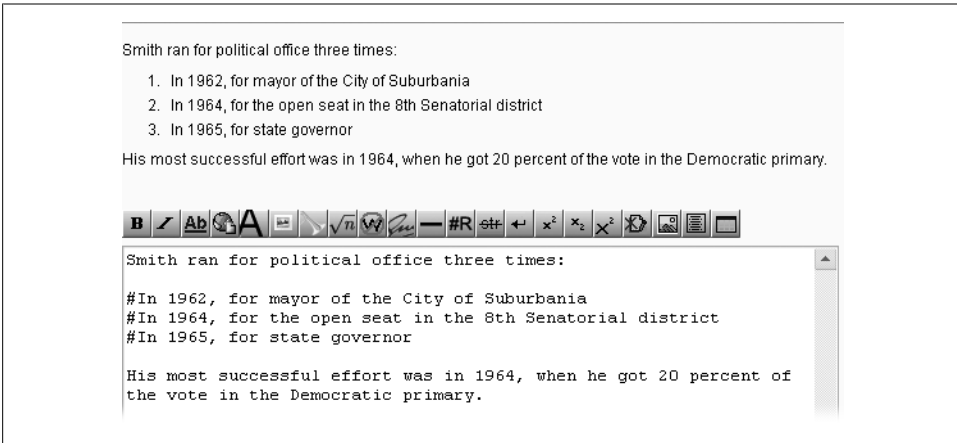 Smith ran for political office three times:
1. In 1962, for mayor of the City of Suburbania
2. In 1964, for the open seat in the 8th Senatorial district
3. In 1965, for state governor
His most successful effort was in 1964, when he got 20 percent of the vote in the Democratic primary.
B I Ab A √n W #R str x² x₂ x²
Smith ran for political office three times:
#In 1962, for mayor of the City of Suburbania
#In 1964, for the open seat in the 8th Senatorial district
#In 1965, for state governor
His most successful effort was in 1964, when he got 20 percent of
the vote in the Democratic primary.